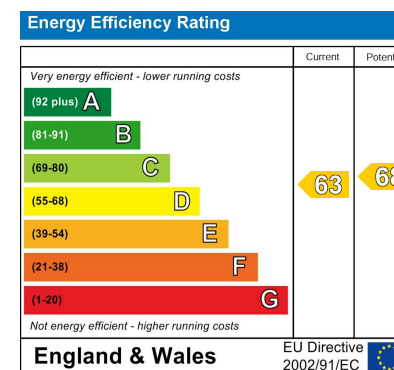 Energy Efficiency Rating
Current Poten
Very energy efficient - lower running costs
(92 plus) A
(81-91) B
(69-80) C
(55-68) D
63 68
(39-54) E
(21-38) F
(1-20) G
Not energy efficient - higher running costs
England & Wales
EU Directive
2002/91/EC